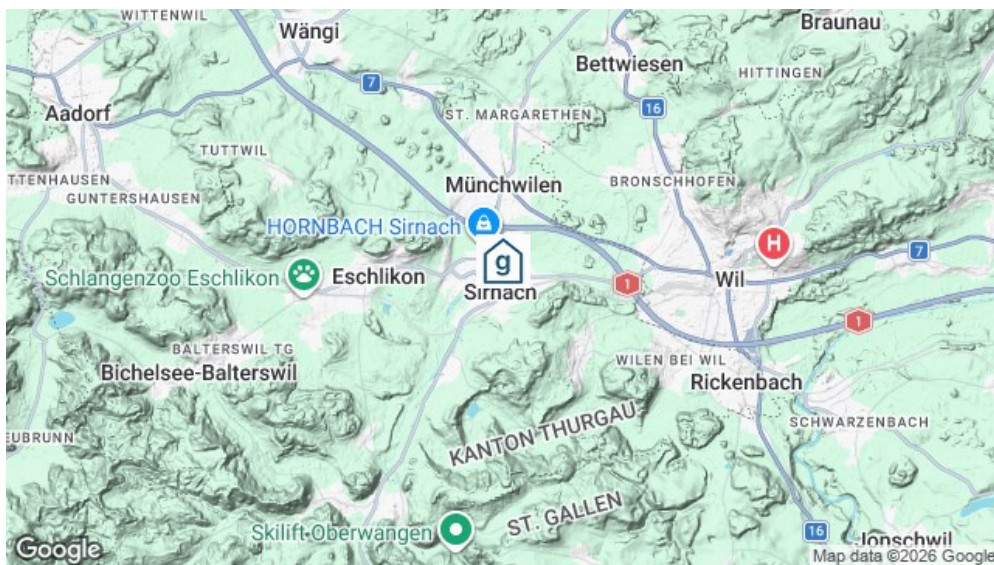 WITTENWIL
Wängi
Braunau
Bettwiesen
HITTINGEN
7
16
Aadorf
ST. MARGARETHEN
TUTTWIL
TTENHAUSEN
Münchwilen
BRONSCHHOFEN
GUNTERSHAUSEN
HORNBACH Sirnach
H
7
g
Schlangenzoo Eschlikon
Eschlikon
Sirnach
1
Wil
1
BALTERSWIL TG
Bichelsee-Balterswil
WILEN BEI WIL
Rickenbach
KANTON THURGAU
SCHWARZENBACH
EUBRUNN
ST. GALLEN
Skilift-Oberwangen
16
Jonschwil
Google
Map data ©2026 Google